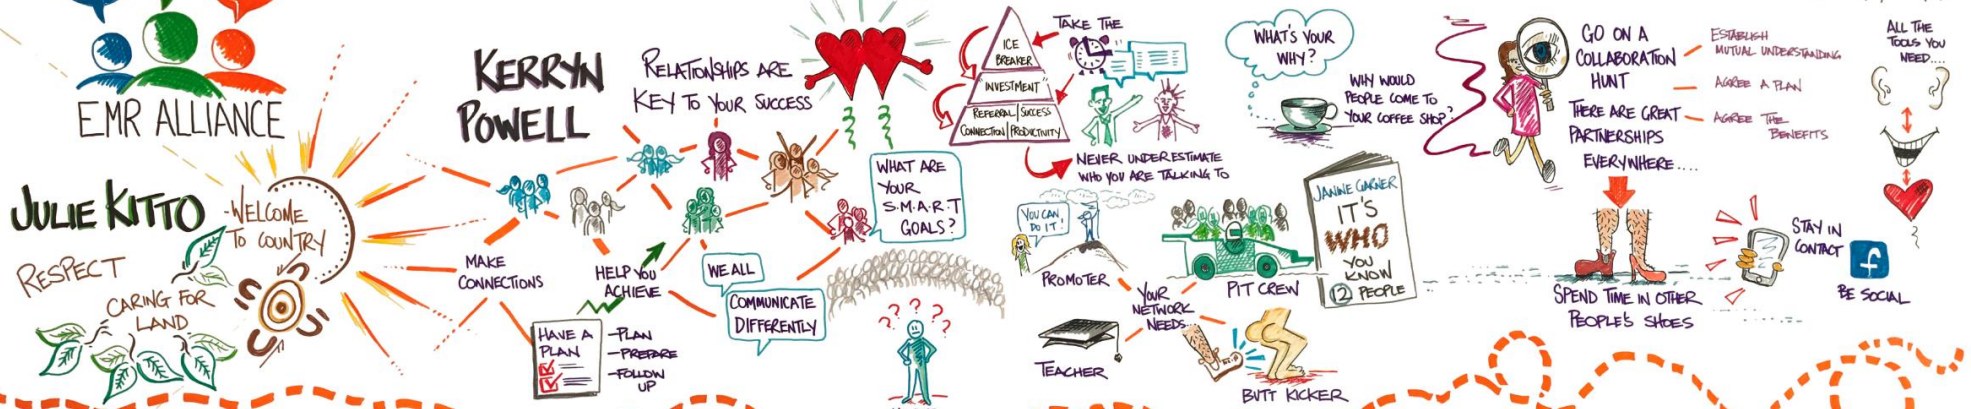 EMR ALLIANCE
JULIE KITTO
-WELCOME
TO COUNTRY
RESPECT
CARING FOR
LAND
KERRYN
POWELL
RELATIONSHIPS ARE
KEY TO YOUR SUCCESS
MAKE
CONNECTIONS
HELP YOU
ACHIEVE
HAVE A
PLAN
-PLAN
-PREPARE
-FOLLOW
UP
WE ALL
COMMUNICATE
DIFFERENTLY
WHAT ARE
YOUR
S.M.A.R.T
GOALS?
? ? ? ? ?
ICE
BREAKER
"INVESTMENT"
REFERRAL/SUCCESS
CONNECTION/PRODUCTIVITY
TAKE THE
NEVER UNDERESTIMATE
WHO YOU ARE TALKING TO
YOU CAN
DO IT!
PROMOTER
YOUR
NETWORK
NEEDS...
PIT CREW
TEACHER
BUTT KICKER
WHAT'S YOUR
WHY?
WHY WOULD
PEOPLE COME TO
YOUR COFFEE SHOP?
JANINE GARNER
IT'S
WHO
YOU
KNOW
12 PEOPLE
GO ON A
COLLABORATION
HUNT
ESTABLISH
MUTUAL UNDERSTANDING
AGREE A PLAN
AGREE THE
BENEFITS
THERE ARE GREAT
PARTNERSHIPS
EVERYWHERE....
SPEND TIME IN OTHER
PEOPLE'S SHOES
STAY IN
CONTACT
f
BE SOCIAL
ALL THE
TOOLS YOU
NEED....